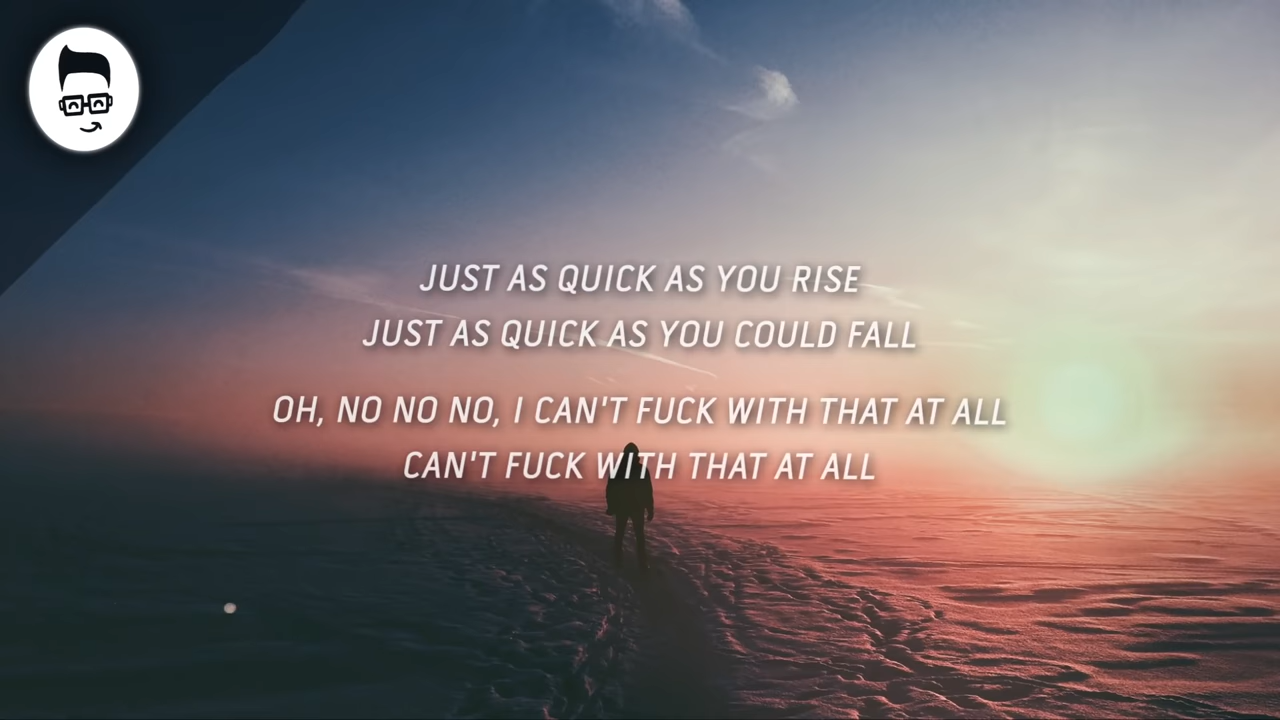 JUST AS QUICK AS YOU RISE
JUST AS QUICK AS YOU COULD FALL
OH, NO NO NO, I CAN'T FUCK WITH THAT AT ALL
CAN'T FUCK WITH THAT AT ALL